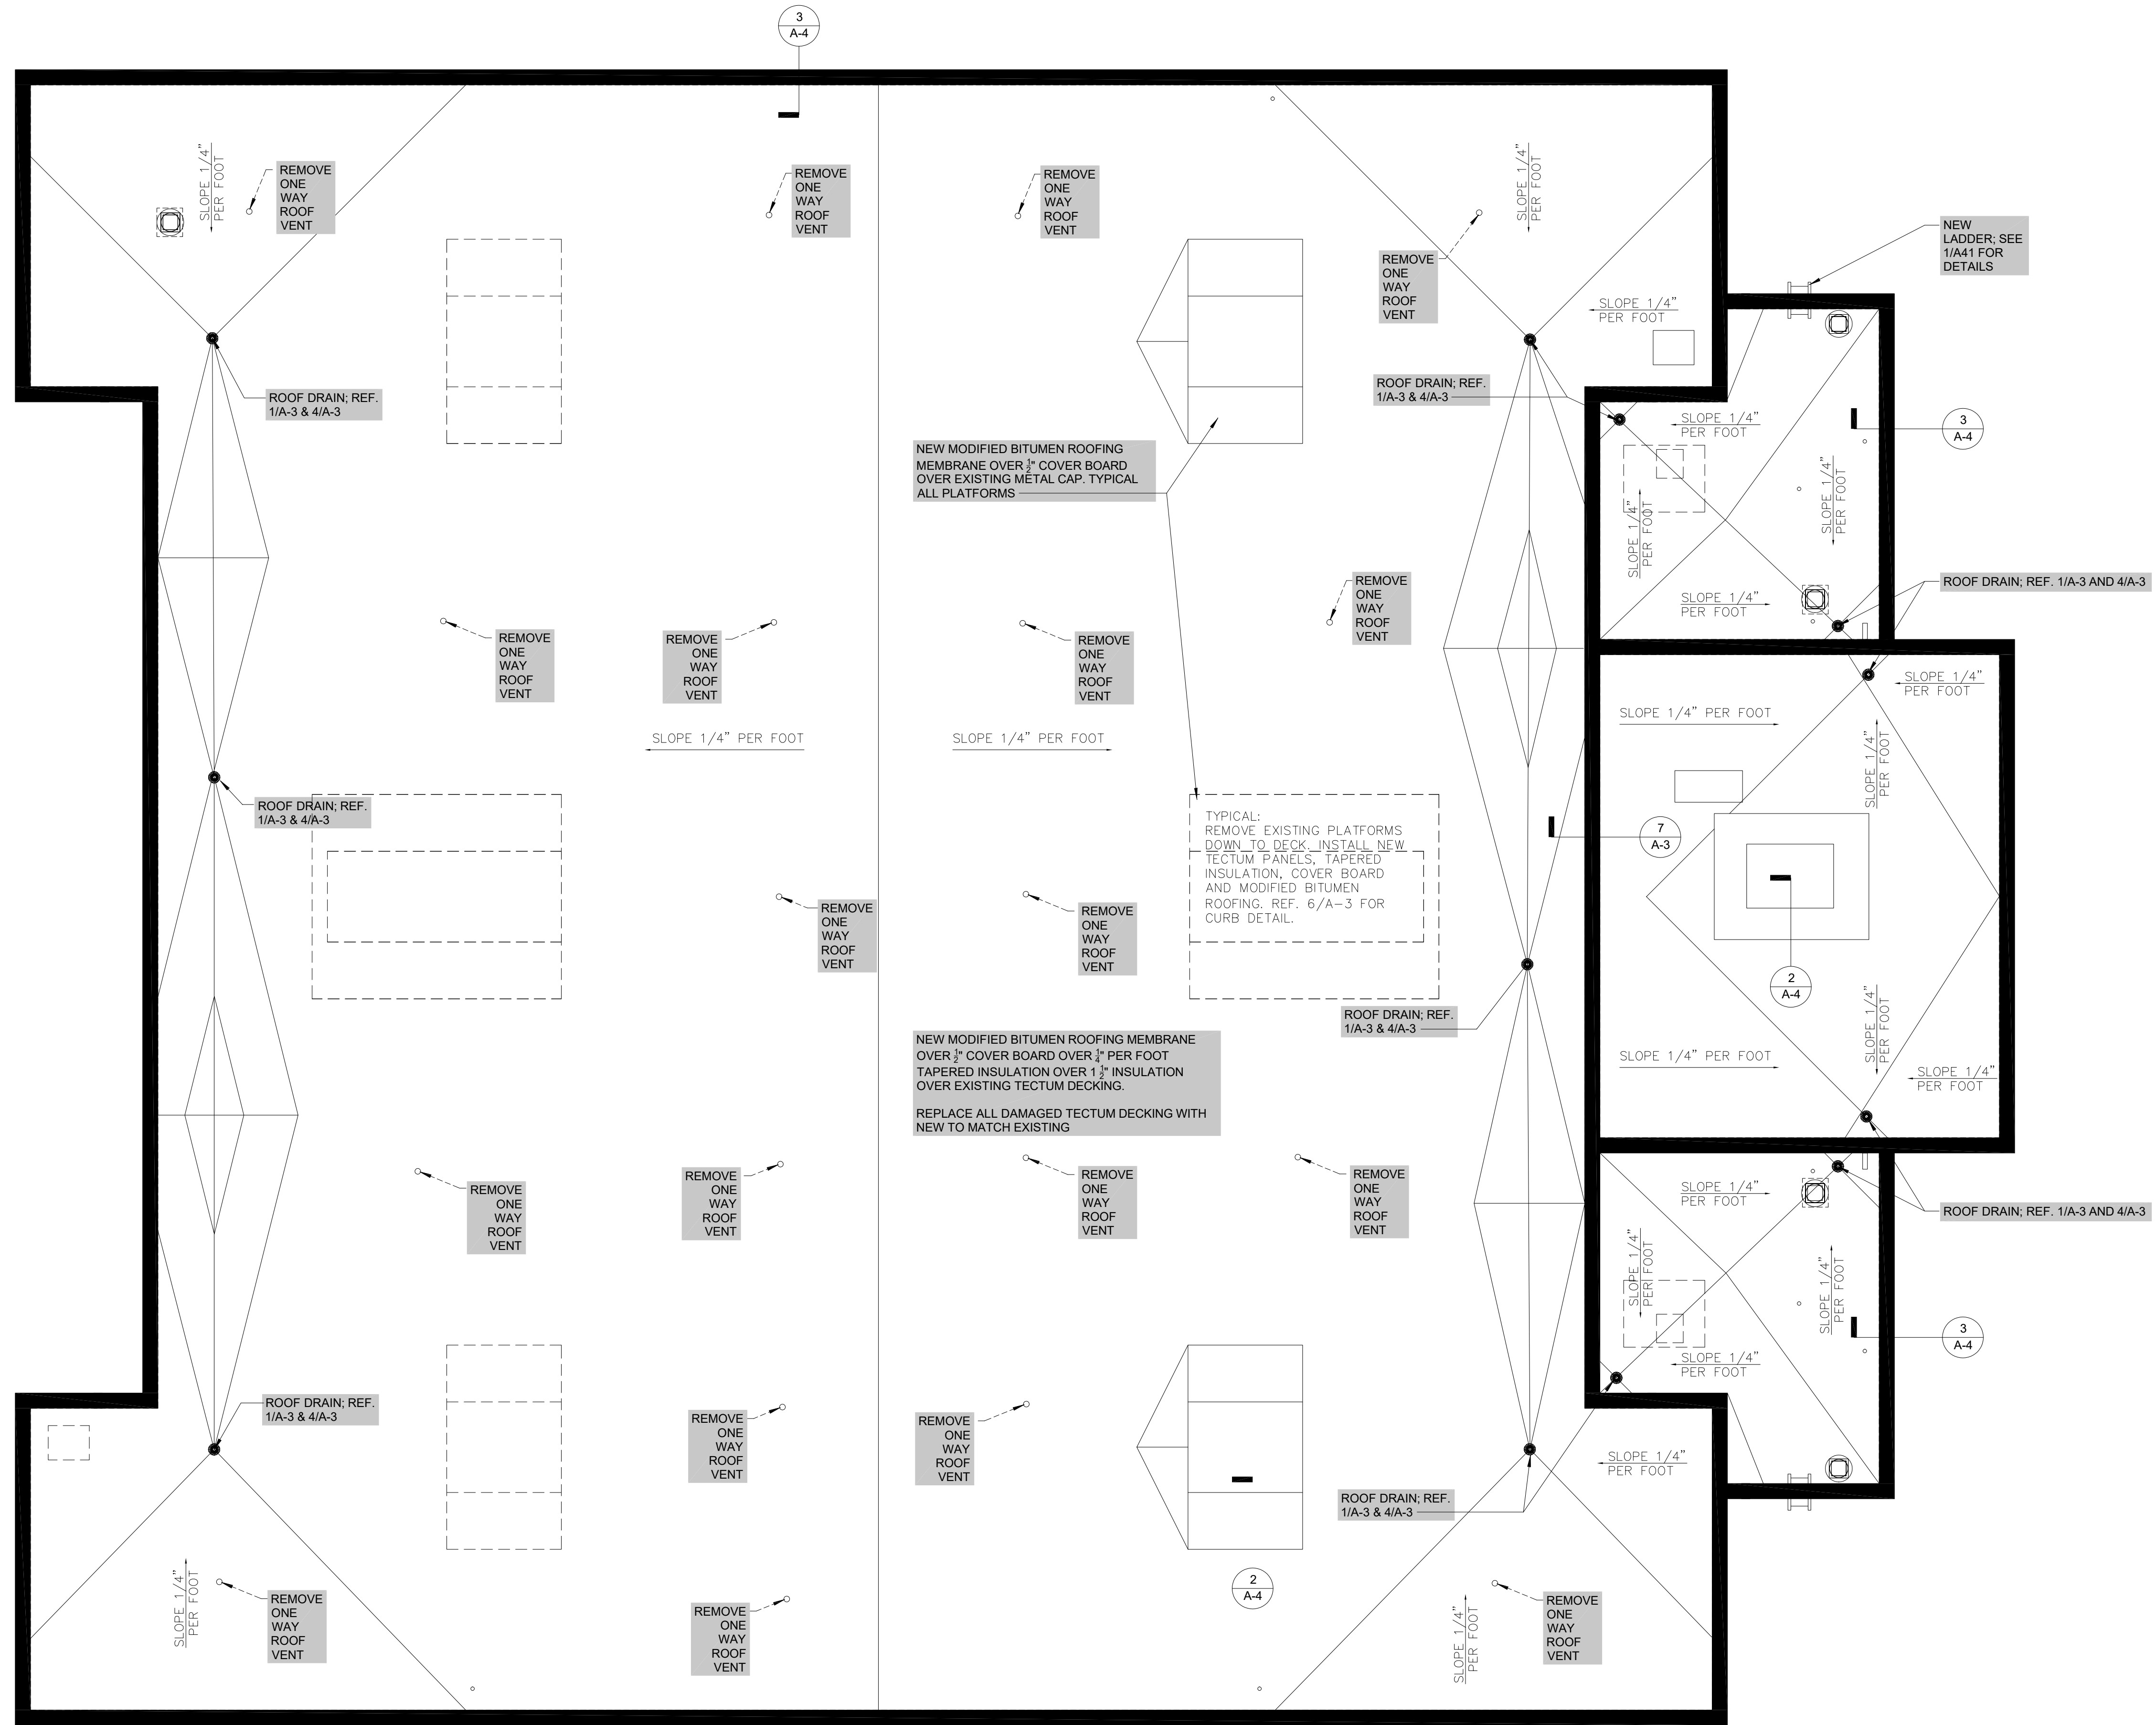 3
A-4
SLOPE 1/4"
PER FOOT
REMOVE
ONE
WAY
ROOF
VENT
REMOVE
ONE
WAY
ROOF
VENT
REMOVE
ONE
WAY
ROOF
VENT
REMOVE
ONE
WAY
ROOF
VENT
SLOPE 1/4"
PER FOOT
SLOPE 1/4"
PER FOOT
NEW
LADDER; SEE
1/A41 FOR
DETAILS
ROOF DRAIN; REF.
1/A-3 & 4/A-3
ROOF DRAIN; REF.
1/A-3 & 4/A-3
SLOPE 1/4"
PER FOOT
3
A-4
NEW MODIFIED BITUMEN ROOFING
MEMBRANE OVER 1/2" COVER BOARD
OVER EXISTING METAL CAP. TYPICAL
ALL PLATFORMS
SLOPE 1/4"
PER FOOT
SLOPE 1/4"
PER FOOT
SLOPE 1/4"
PER FOOT
ROOF DRAIN; REF. 1/A-3 AND 4/A-3
REMOVE
ONE
WAY
ROOF
VENT
REMOVE
ONE
WAY
ROOF
VENT
REMOVE
ONE
WAY
ROOF
VENT
REMOVE
ONE
WAY
ROOF
VENT
SLOPE 1/4"
PER FOOT
SLOPE 1/4" PER FOOT
SLOPE 1/4" PER FOOT
SLOPE 1/4" PER FOOT
SLOPE 1/4"
PER FOOT
ROOF DRAIN; REF.
1/A-3 & 4/A-3
TYPICAL:
REMOVE EXISTING PLATFORMS
DOWN TO DECK. INSTALL NEW
TECTUM PANELS, TAPERED
INSULATION, COVER BOARD
AND MODIFIED BITUMEN
ROOFING. REF. 6/A-3 FOR
CURB DETAIL.
7
A-3
REMOVE
ONE
WAY
ROOF
VENT
REMOVE
ONE
WAY
ROOF
VENT
2
A-4
ROOF DRAIN; REF.
1/A-3 & 4/A-3
SLOPE 1/4"
PER FOOT
SLOPE 1/4" PER FOOT
SLOPE 1/4"
PER FOOT
NEW MODIFIED BITUMEN ROOFING MEMBRANE
OVER 1/2" COVER BOARD OVER 1/4" PER FOOT
TAPERED INSULATION OVER 1 1/2" INSULATION
OVER EXISTING TECTUM DECKING.
REPLACE ALL DAMAGED TECTUM DECKING WITH
NEW TO MATCH EXISTING
REMOVE
ONE
WAY
ROOF
VENT
REMOVE
ONE
WAY
ROOF
VENT
REMOVE
ONE
WAY
ROOF
VENT
REMOVE
ONE
WAY
ROOF
VENT
SLOPE 1/4"
PER FOOT
ROOF DRAIN; REF. 1/A-3 AND 4/A-3
SLOPE 1/4"
PER FOOT
SLOPE 1/4"
PER FOOT
SLOPE 1/4"
PER FOOT
3
A-4
ROOF DRAIN; REF.
1/A-3 & 4/A-3
REMOVE
ONE
WAY
ROOF
VENT
REMOVE
ONE
WAY
ROOF
VENT
SLOPE 1/4"
PER FOOT
ROOF DRAIN; REF.
1/A-3 & 4/A-3
SLOPE 1/4"
PER FOOT
REMOVE
ONE
WAY
ROOF
VENT
REMOVE
ONE
WAY
ROOF
VENT
2
A-4
SLOPE 1/4"
PER FOOT
REMOVE
ONE
WAY
ROOF
VENT